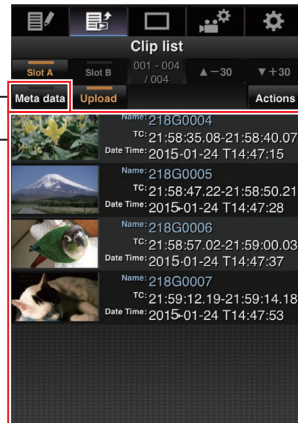 Clip list
Slot A
Slot B
001 - 004
/ 004
▲-30
▼+30
Meta data
Upload
Actions
Name: 218G0004
TC: 21:58:35.08-21:58:40.07
Date Time: 2015-01-24 T14:47:15
Name: 218G0005
TC: 21:58:47.22-21:58:50.21
Date Time: 2015-01-24 T14:47:28
Name: 218G0006
TC: 21:58:57.02-21:59:00.03
Date Time: 2015-01-24 T14:47:37
Name: 218G0007
TC: 21:59:12.19-21:59:14.18
Date Time: 2015-01-24 T14:47:53